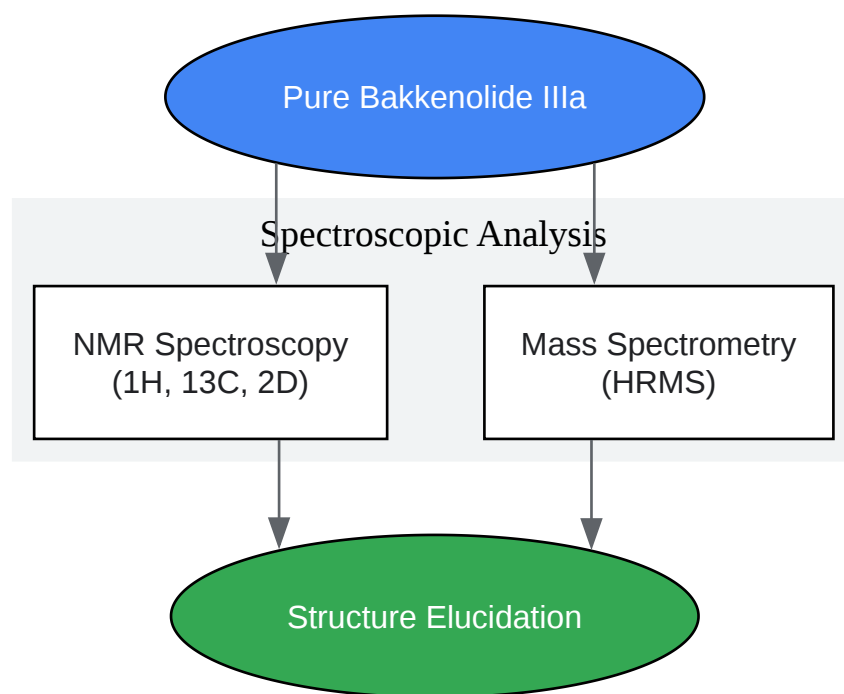 Pure Bakkenolide IIIa
Spectroscopic Analysis
NMR Spectroscopy
(1H, 13C, 2D)
Mass Spectrometry
(HRMS)
Structure Elucidation